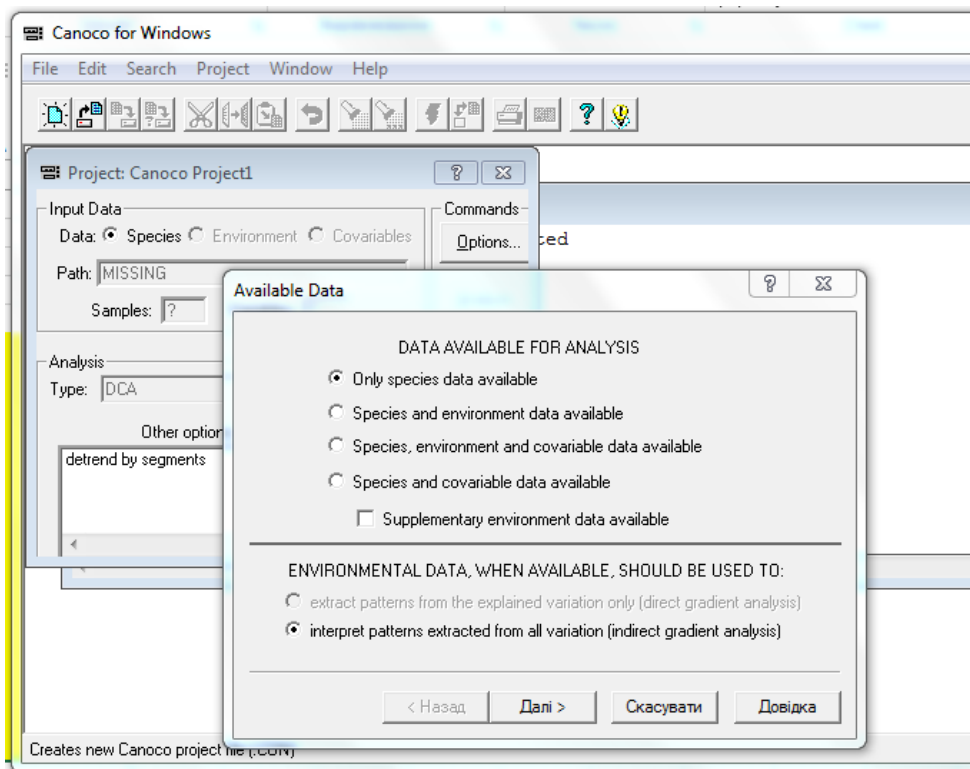 Canoco for Windows
File Edit Search Project Window Help
Project: Canoco Project1
Input Data
Data: Species Environment Covariables
Path: MISSING
Samples: ?
Commands
Options...
Analysis
Type: DCA
detrend by segments
Available Data
DATA AVAILABLE FOR ANALYSIS
Only species data available
Species and environment data available
Species, environment and covariable data available
Species and covariable data available
Supplementary environment data available
ENVIRONMENTAL DATA, WHEN AVAILABLE, SHOULD BE USED TO:
extract patterns from the explained variation only (direct gradient analysis)
interpret patterns extracted from all variation (indirect gradient analysis)
< Назад Далі > Скасувати Довідка
Creates new Canoco project file (.CON)